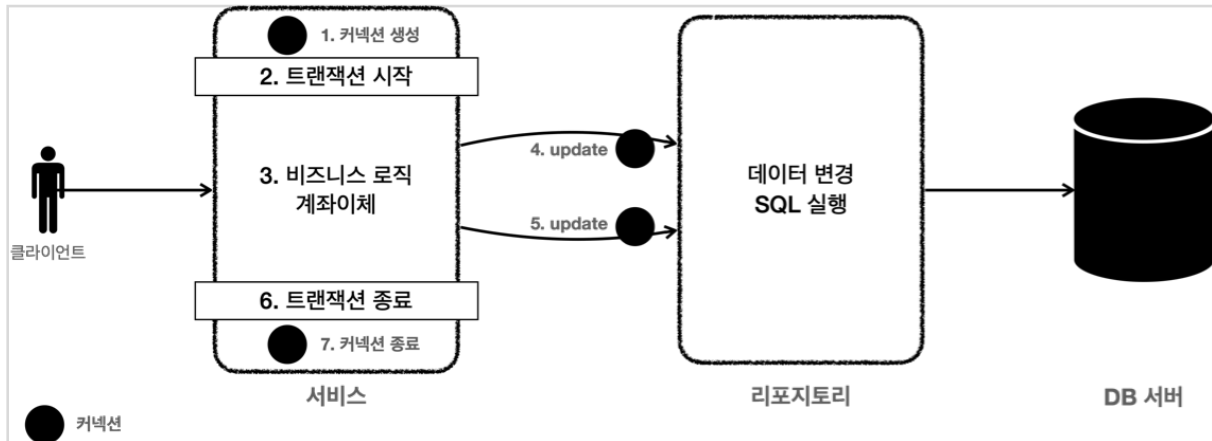 1. 커넥션 생성
2. 트랜잭션 시작
3. 비즈니스 로직
계좌이체
4. update
5. update
데이터 변경
SQL 실행
클라이언트
6. 트랜잭션 종료
7. 커넥션 종료
서비스
리포지토리
DB 서버
커넥션